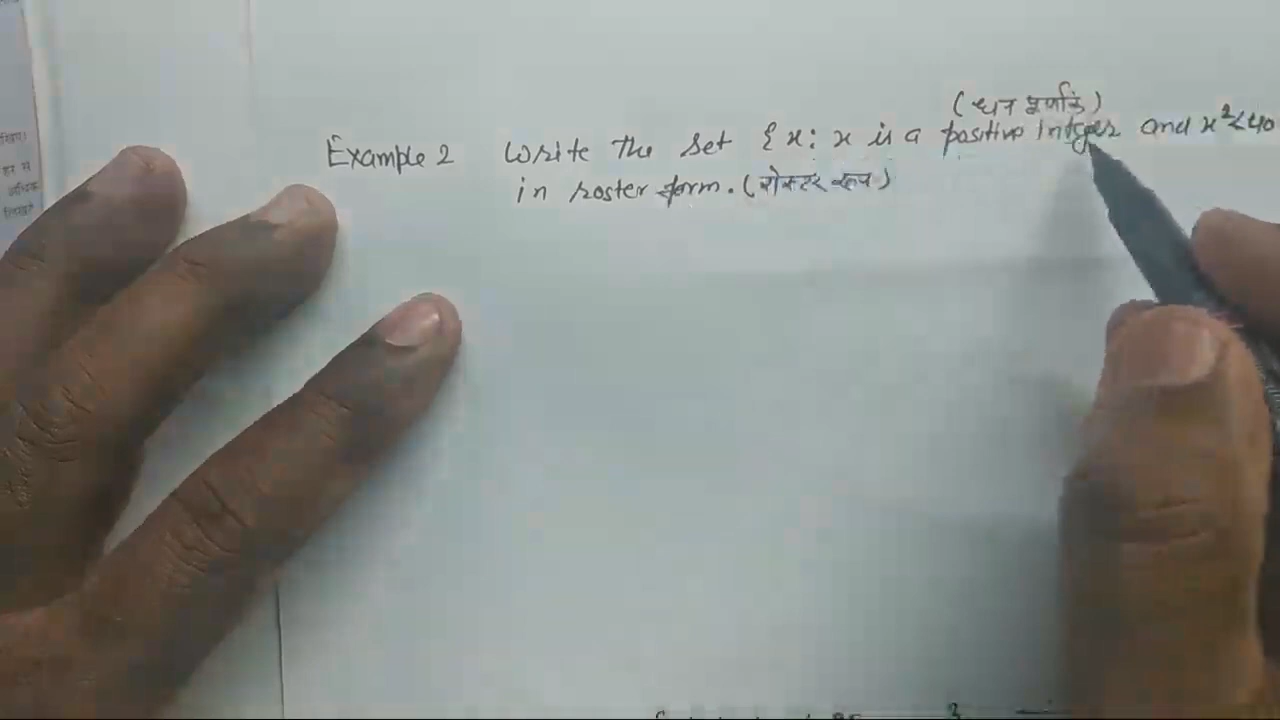 (धन पूर्णांक)
Example 2 Write the set {x: x is a positive integer and x²<40
in roster form. (रोस्टर रूप)